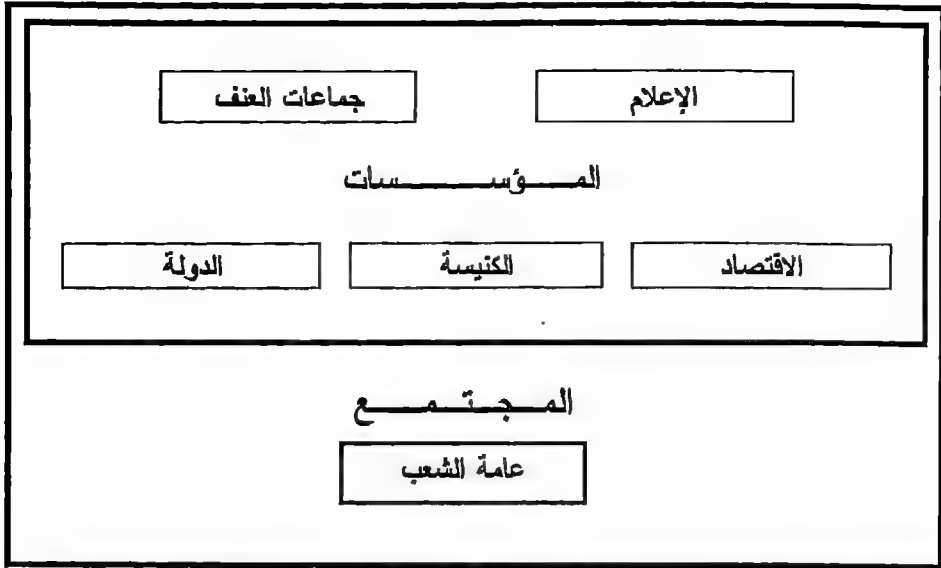 الإعلام
جماعات العنف
المؤسسات
الاقتصاد
الكنيسة
الدولة
المجتمع
عامة الشعب